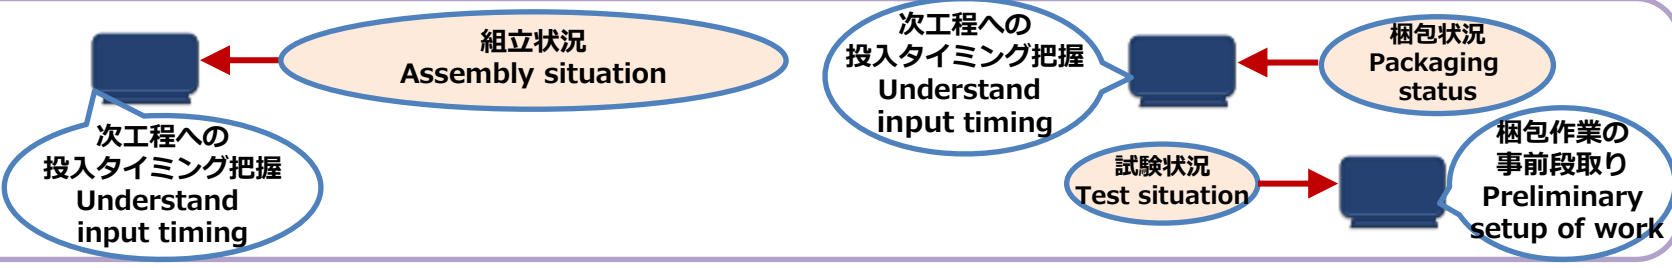 組立状況
Assembly situation
次工程への
投入タイミング把握
Understand
input timing
次工程への
投入タイミング把握
Understand
input timing
梱包状況
Packaging
status
試験状況
Test situation
梱包作業の
事前段取り
Preliminary
setup of work